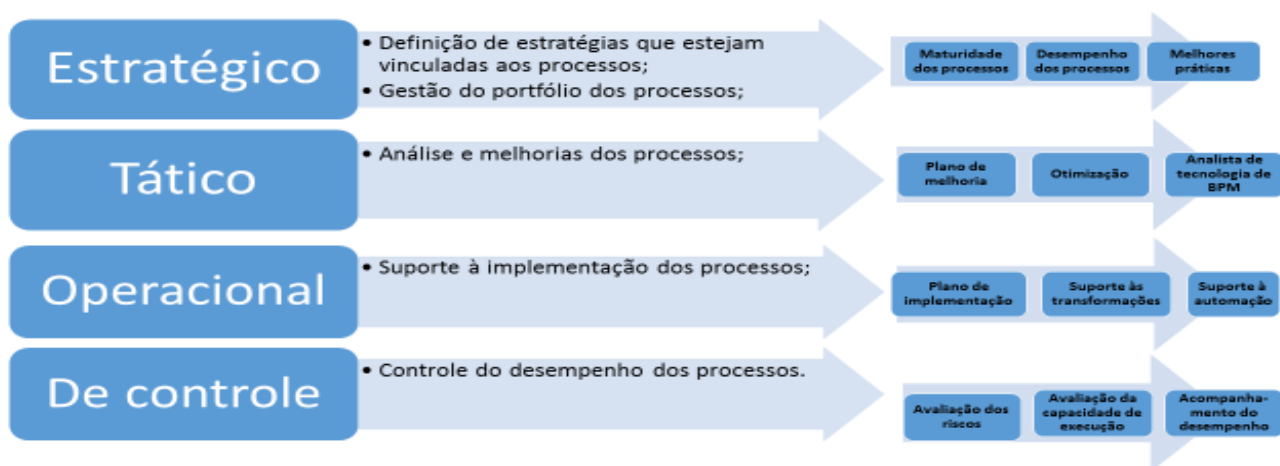 Estratégico
• Definição de estratégias que estejam
vinculadas aos processos;
• Gestão do portfólio dos processos;
Maturidade
dos processos
Desempenho
dos processos
Melhores
práticas
Tático
• Análise e melhorias dos processos;
Plano de
melhoria
Otimização
Analista de
tecnologia de
BPM
Operacional
• Suporte à implementação dos processos;
Plano de
implementação
Suporte às
transformações
Suporte à
automação
De controle
• Controle do desempenho dos processos.
Avaliação dos
riscos
Avaliação da
capacidade de
execução
Acompanha-
mento do
desempenho